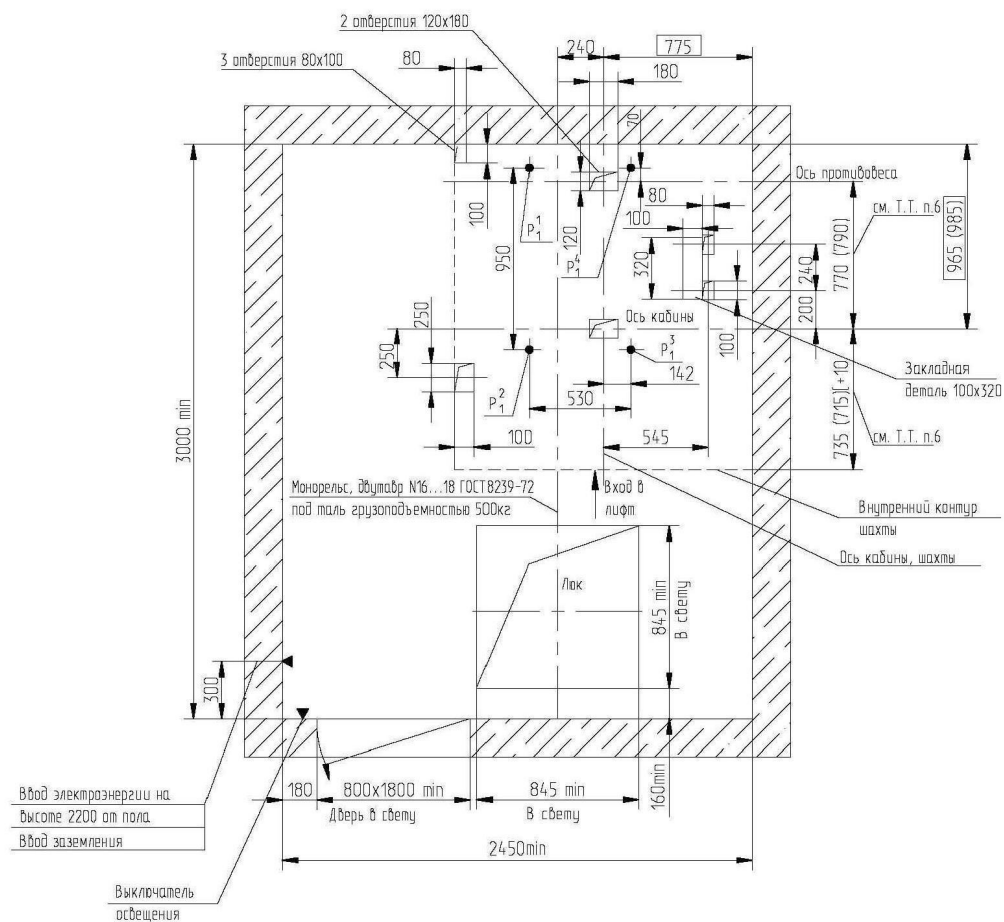 2 отверстия 120х180
3 отверстия 80х100
80
240
775
180
70
Ось противовеса
80
см. Т.Т. п.6
100
100
120
P₁¹
P₁⁴
950
320
770 (790)
240
965 (985)
3000 min
250
250
Ось кабины
200
100
P₁²
P₁³
142
530
Закладная
деталь 100х320
100
545
735 (715)(+10
см. Т.Т. п.6
Монорельс, двутавр N16...18 ГОСТ8239-72
под таль грузоподъемностью 500кг
Вход в
лифт
Внутренний контур
шахты
Ось кабины, шахты
Люк
845 min
В свету
300
160min
180
800х1800 min
Дверь в свету
845 min
В свету
2450min
Ввод электроэнергии на
высоте 2200 от пола
Ввод заземления
Выключатель
освещения